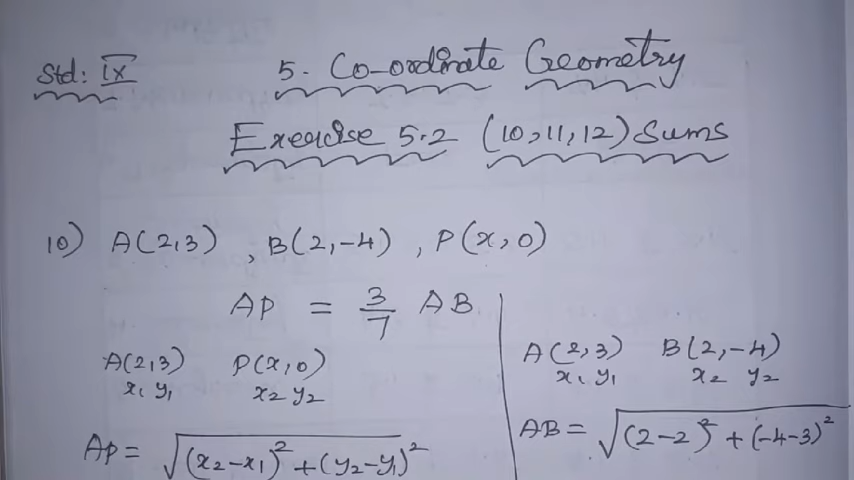 Std: IX
5. Co-ordinate Geometry
Exercise 5.2 (10,11,12) Sums
10) A(2,3) , B(2,-4) , P(x,0)
AP = 3/7 AB
A(2,3) P(x,0)
x₁ y₁ x₂ y₂
AP = √(x₂-x₁)² + (y₂-y₁)²
A(2,3) B(2,-4)
x₁ y₁ x₂ y₂
AB = √(2-2)² + (-4-3)²